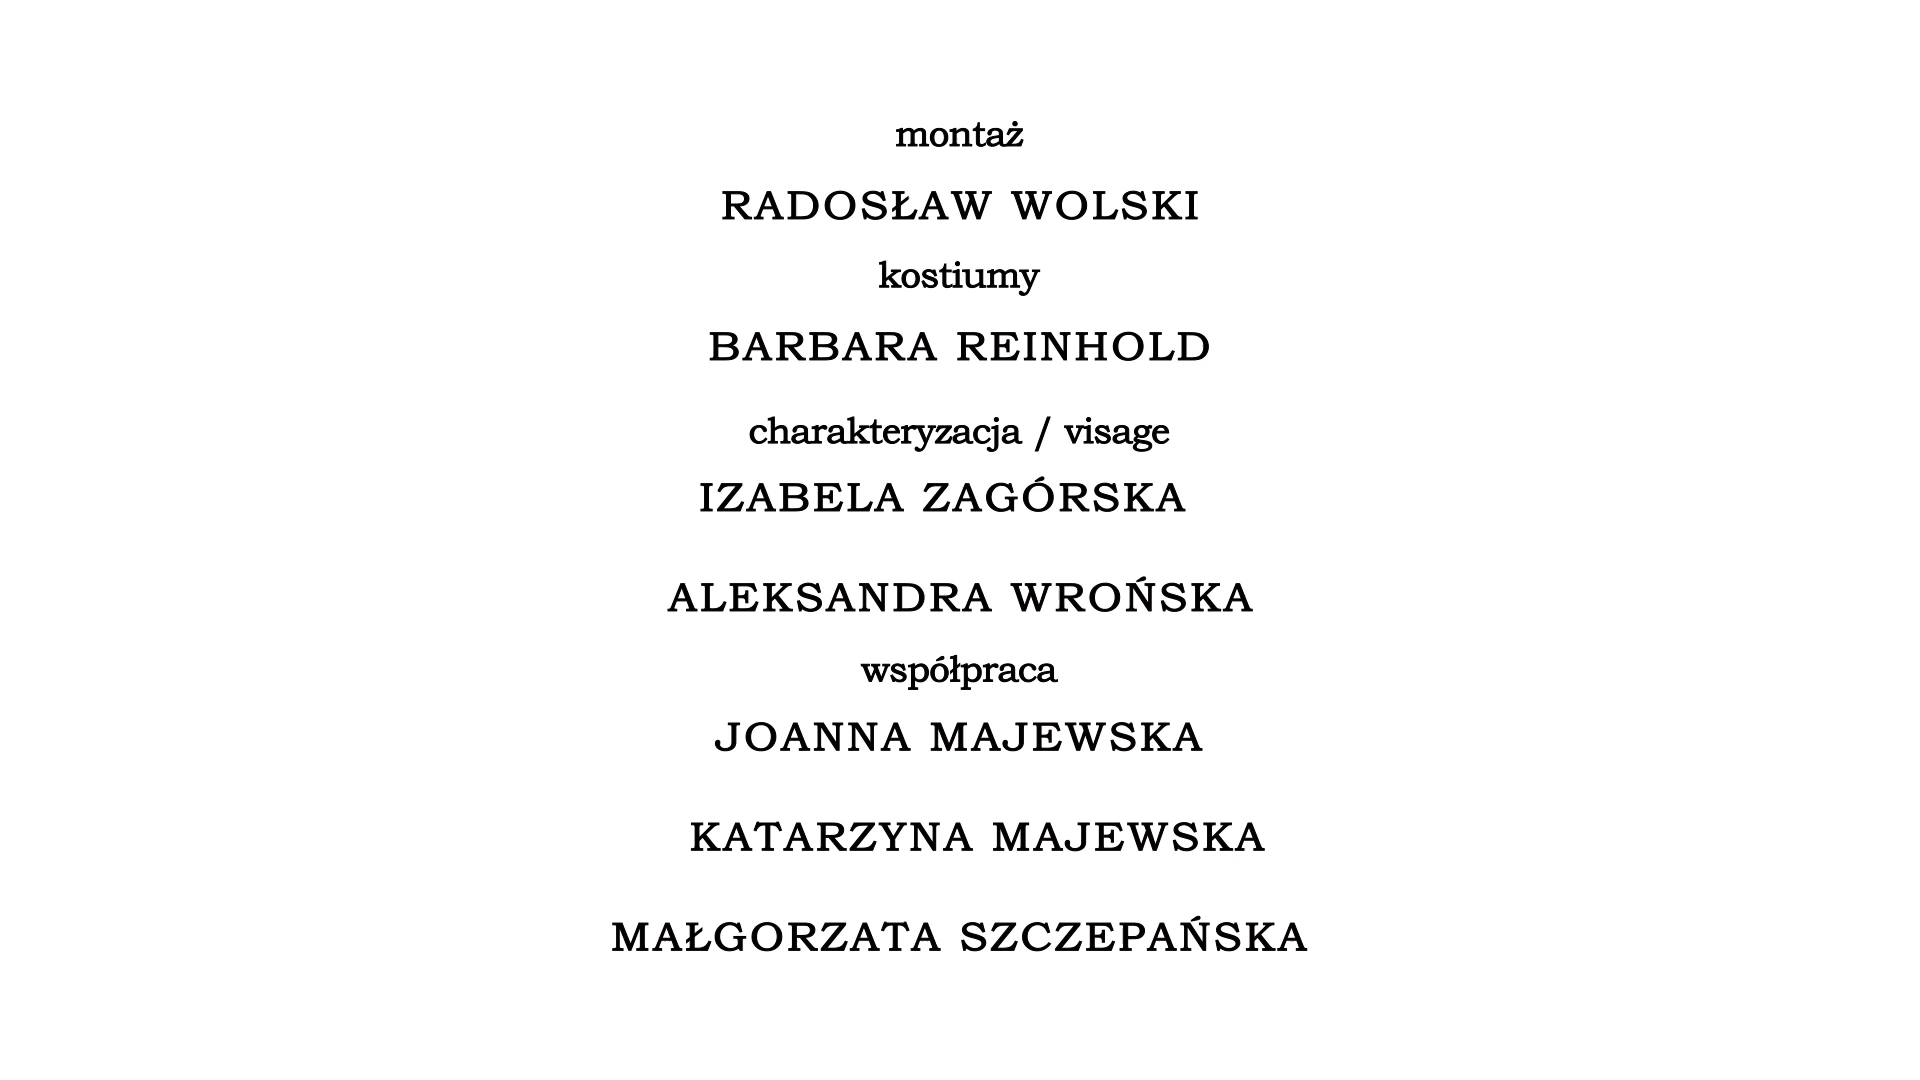 montaż
RADOSŁAW WOLSKI
kostiumy
BARBARA REINHOLD
charakteryzacja / visage
IZABELA ZAGÓRSKA
ALEKSANDRA WROŃSKA
współpraca
JOANNA MAJEWSKA
KATARZYNA MAJEWSKA
MAŁGORZATA SZCZEPAŃSKA